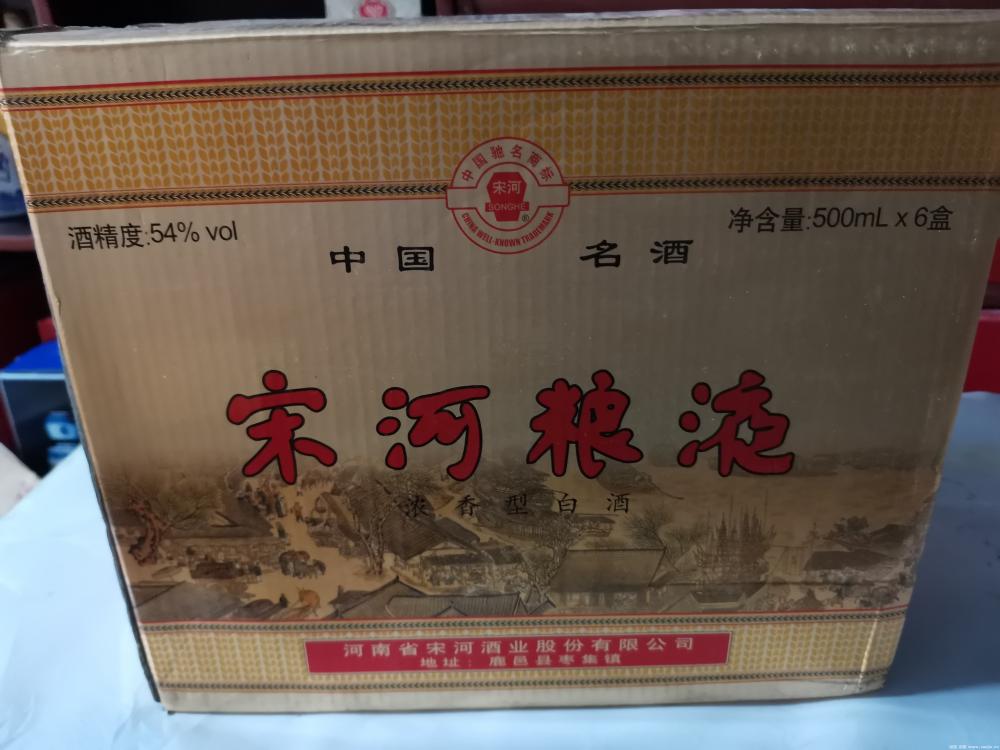 中国驰名商标
宋河
SONGHE
®
CHINA WELL-KNOWN TRADEMARK
酒精度:54% vol
净含量:500mL x 6盒
中国 名酒
宋河粮液
浓香型白酒
河南省宋河酒业股份有限公司
地址:鹿邑县枣集镇